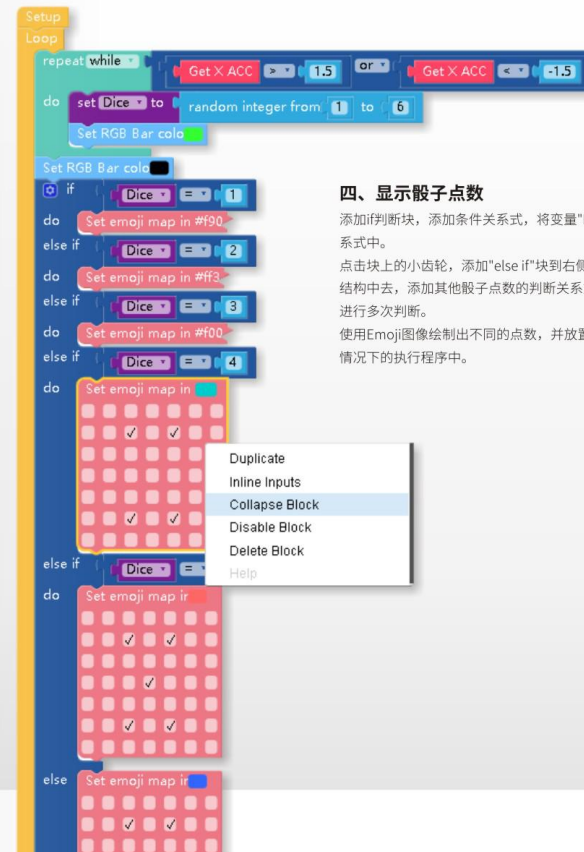 Setup
Loop
repeat while Get X ACC > 1.5 or Get X ACC < -1.5
do set Dice to random integer from 1 to 6
Set RGB Bar colo
Set RGB Bar colo
if Dice = 1
do Set emoji map in #f90
else if Dice = 2
do Set emoji map in #ff3
else if Dice = 3
do Set emoji map in #f00
else if Dice = 4
do Set emoji map in
Duplicate
Inline Inputs
Collapse Block
Disable Block
Delete Block
Help
else if Dice =
do Set emoji map in
else Set emoji map in
四、显示骰子点数
添加if判断块，添加条件关系式，将变量"
系式中。
点击块上的小齿轮，添加"else if"块到右侧
结构中去，添加其他骰子点数的判断关系
进行多次判断。
使用Emoji图像绘制出不同的点数，并放置
情况下的执行程序中。